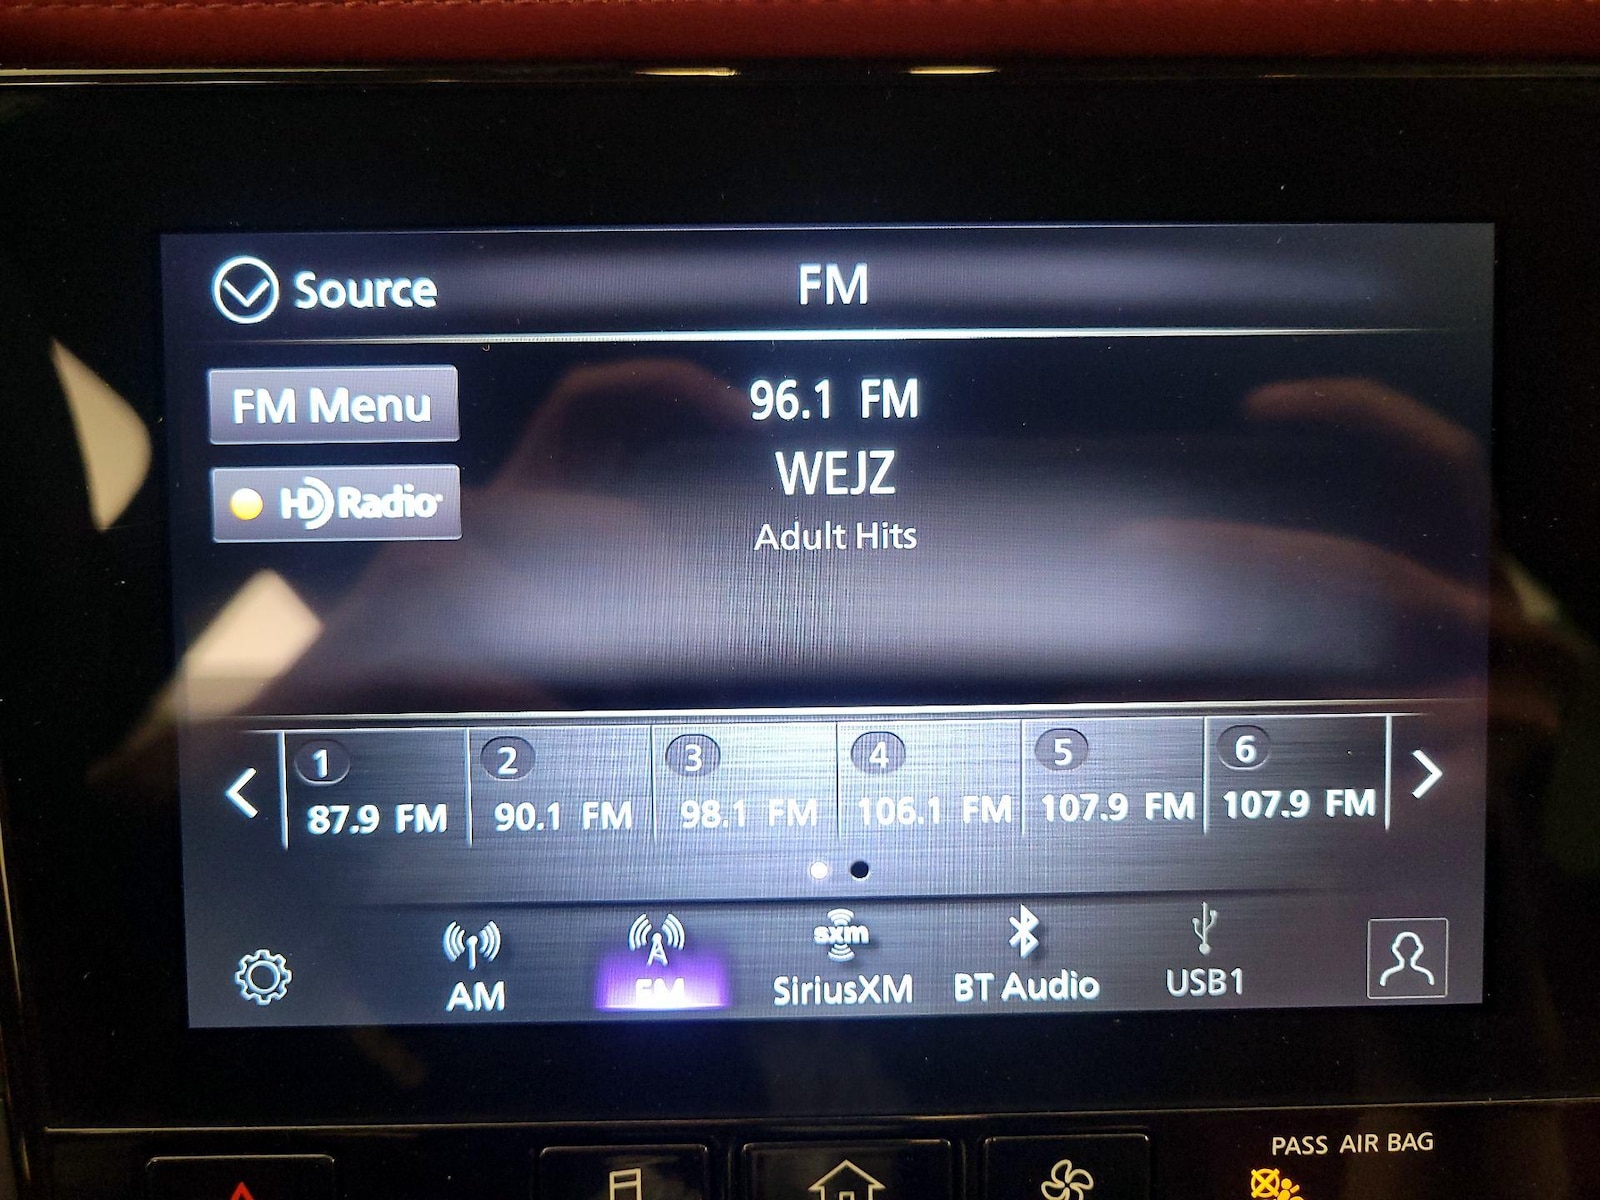 Source
FM
FM Menu
HD Radio
96.1 FM
WEJZ
Adult Hits
1 2 3 4 5 6
87.9 FM 90.1 FM 98.1 FM 106.1 FM 107.9 FM 107.9 FM
sxm
AM FM SiriusXM BT Audio USB1
PASS AIR BAG